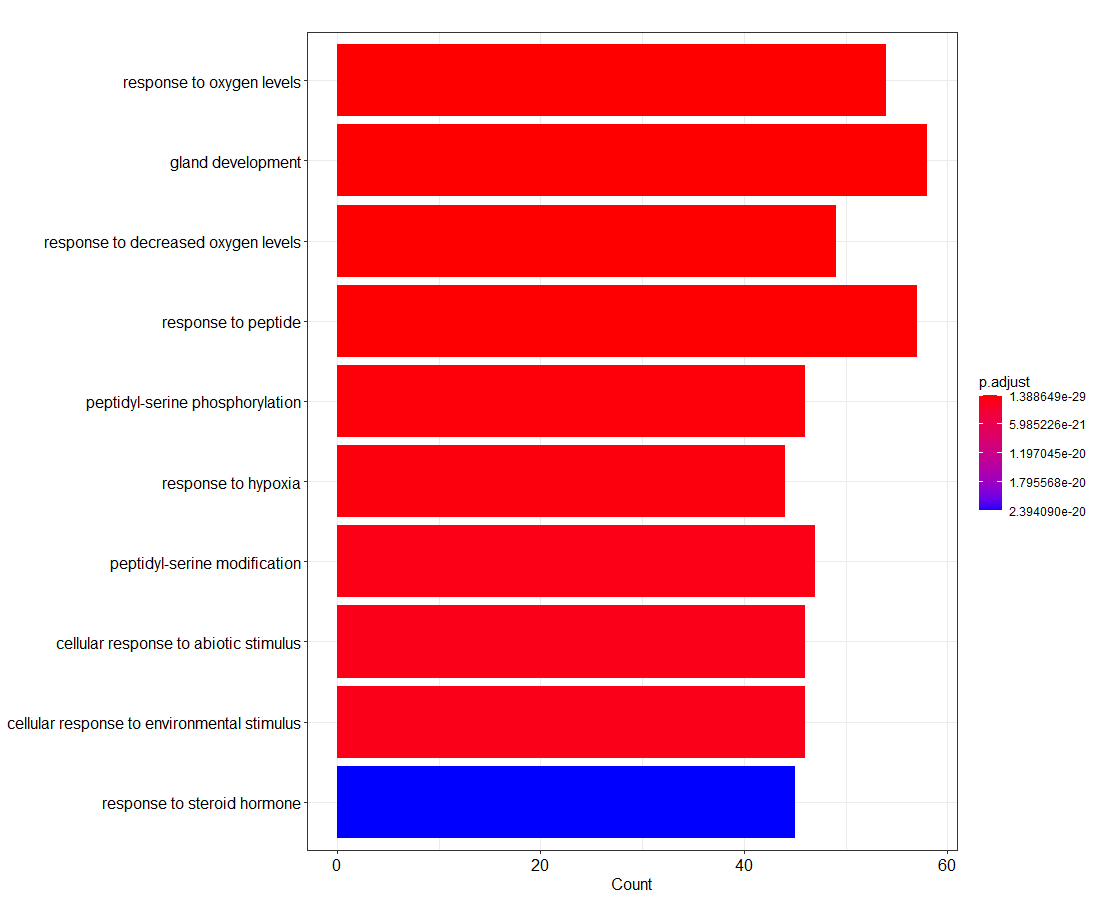 response to oxygen levels
gland development
response to decreased oxygen levels
response to peptide
peptidyl-serine phosphorylation
response to hypoxia
peptidyl-serine modification
cellular response to abiotic stimulus
cellular response to environmental stimulus
response to steroid hormone
0 20 40 60
Count
p.adjust
1.388649e-29
5.985226e-21
1.197045e-20
1.795568e-20
2.394090e-20